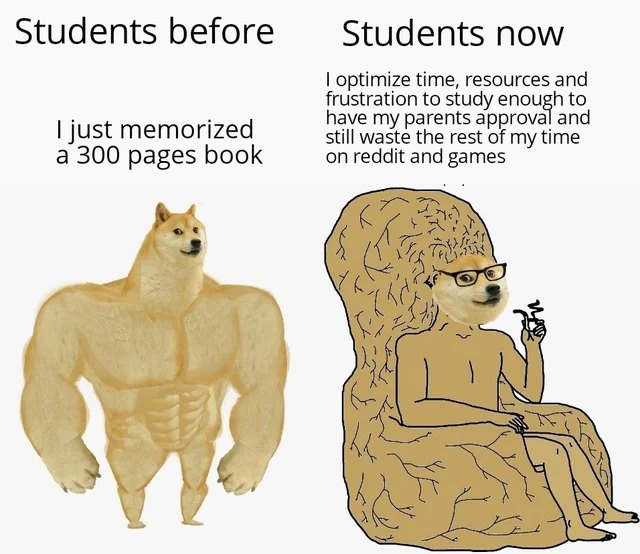 Students before
I just memorized
a 300 pages book
Students now
I optimize time, resources and
frustration to study enough to
have my parents approval and
still waste the rest of my time
on reddit and games